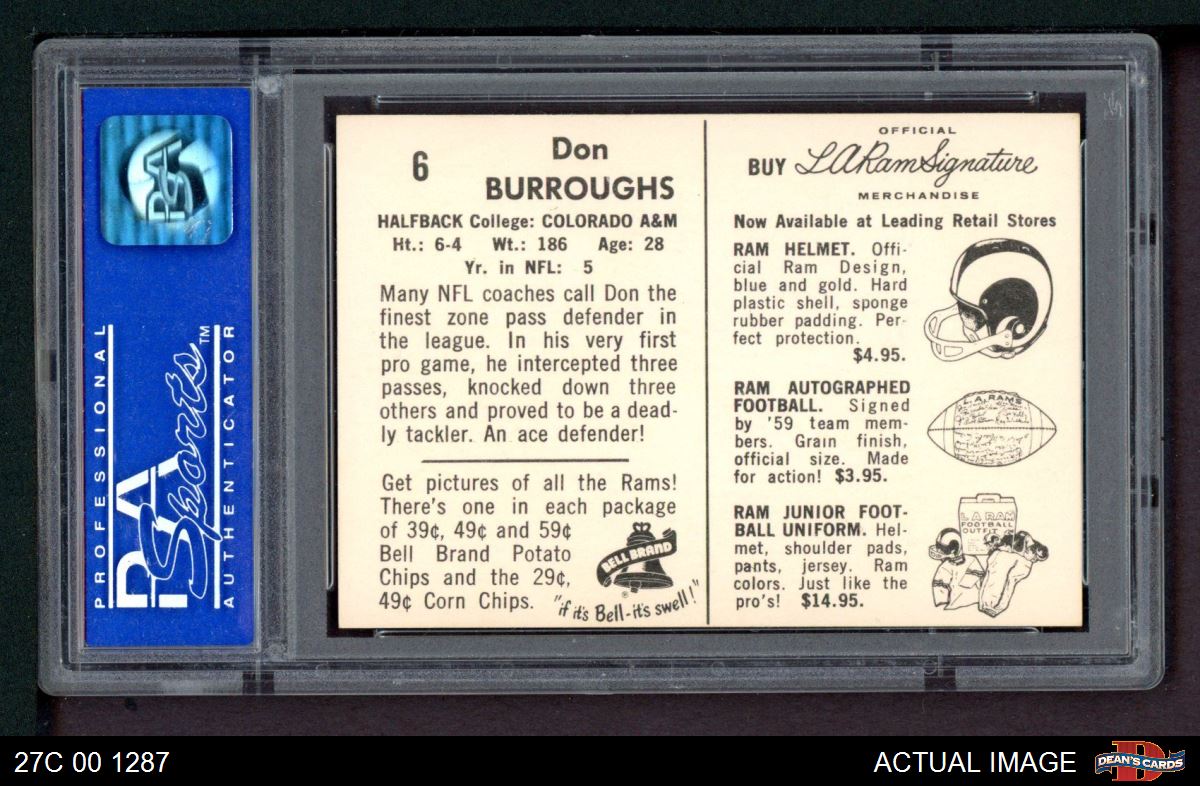 PSA
PROFESSIONAL
PSA
Sports™
AUTHENTICATOR
6
Don
BURROUGHS
HALFBACK College: COLORADO A&M
Ht.: 6-4 Wt.: 186 Age: 28
Yr. in NFL: 5
Many NFL coaches call Don the
finest zone pass defender in
the league. In his very first
pro game, he intercepted three
passes, knocked down three
others and proved to be a dead-
ly tackler. An ace defender!
Get pictures of all the Rams!
There's one in each package
of 39¢, 49¢ and 59¢
Bell Brand Potato
Chips and the 29¢,
49¢ Corn Chips.
BELL BRAND
®
"if it's Bell-it's swell!"
OFFICIAL
BUY LA Ram Signature
MERCHANDISE
Now Available at Leading Retail Stores
RAM HELMET. Offi-
cial Ram Design,
blue and gold. Hard
plastic shell, sponge
rubber padding. Per-
fect protection.
$4.95.
RAM AUTOGRAPHED
FOOTBALL. Signed
by '59 team mem-
bers. Grain finish,
official size. Made
for action! $3.95.
L.A. RAMS
RAM JUNIOR FOOT-
BALL UNIFORM. Hel-
met, shoulder pads,
pants, jersey. Ram
colors. Just like the
pro's! $14.95.
L.A. RAM
FOOTBALL
OUTFIT
27C 00 1287
ACTUAL IMAGE
D
DEAN'S CARDS